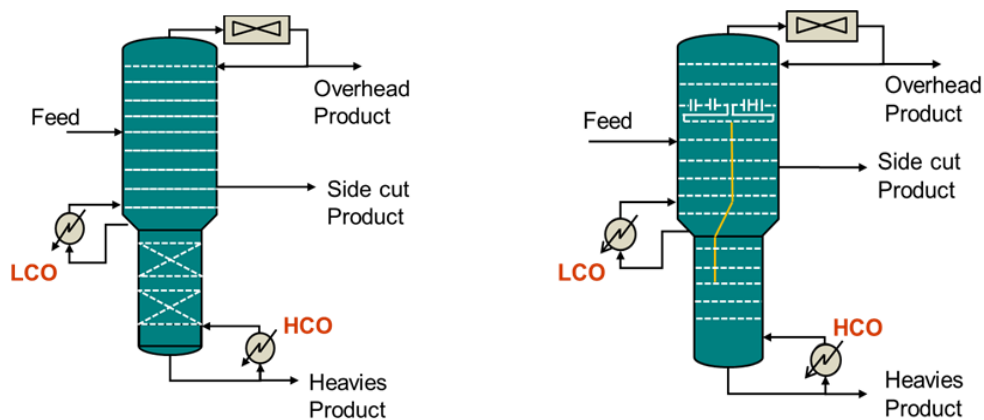 Overhead
Product
Feed
Side cut
Product
LCO
HCO
Heavies
Product
Overhead
Product
Feed
Side cut
Product
LCO
HCO
Heavies
Product